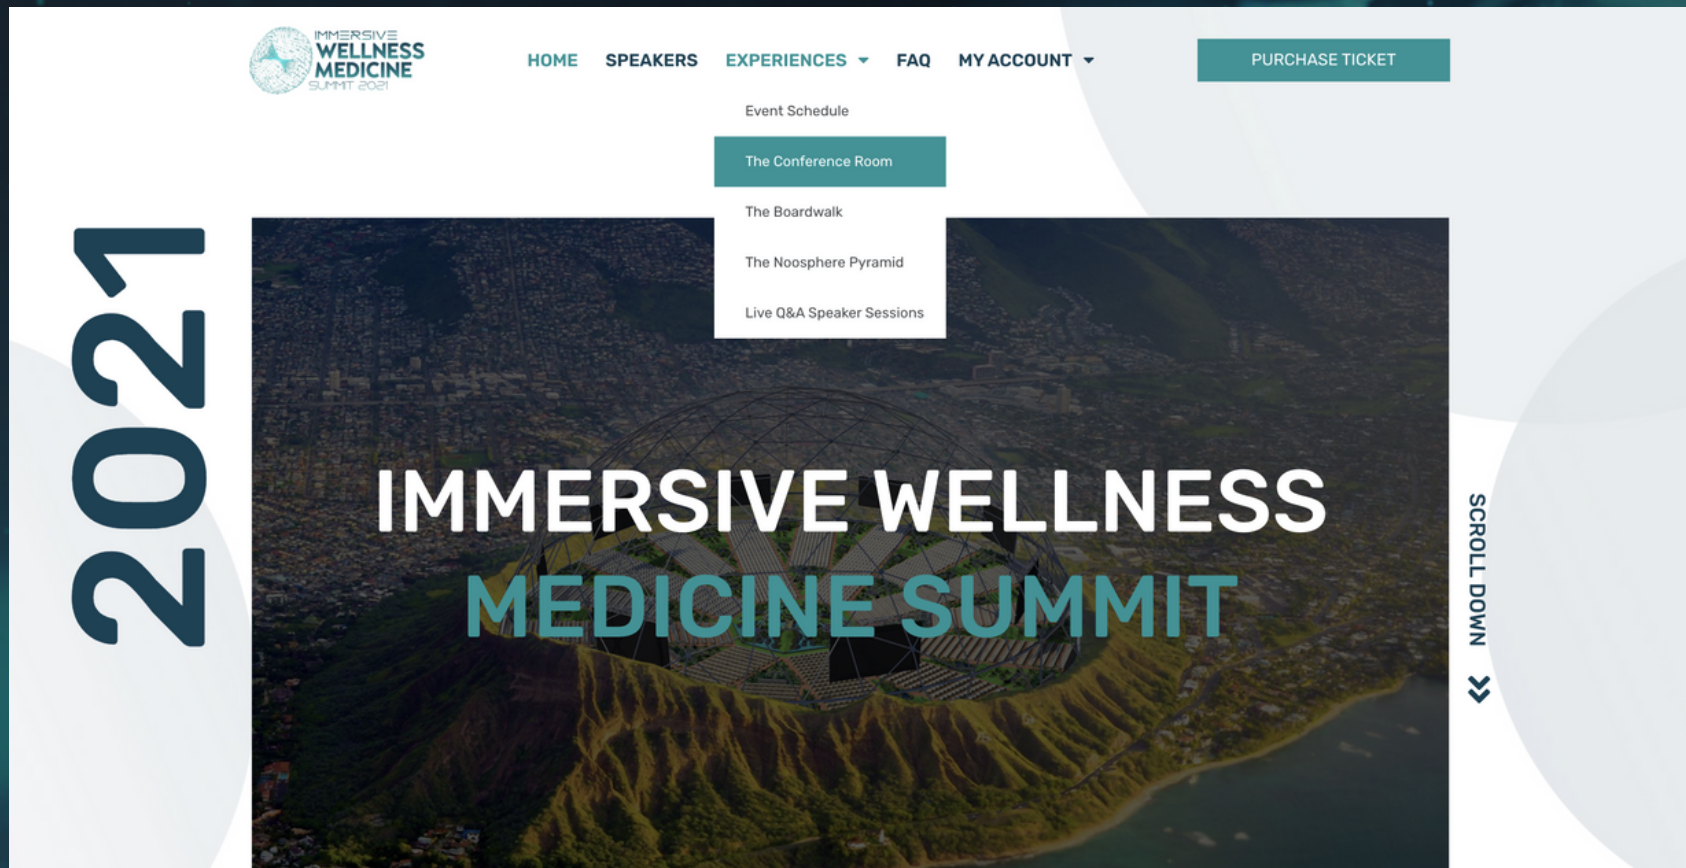 IMMERSIVE
WELLNESS
MEDICINE
SUMMIT 2021
HOME SPEAKERS EXPERIENCES FAQ MY ACCOUNT PURCHASE TICKET
Event Schedule
The Conference Room
The Boardwalk
The Noosphere Pyramid
Live Q&A Speaker Sessions
2021
IMMERSIVE WELLNESS
MEDICINE SUMMIT
SCROLL DOWN